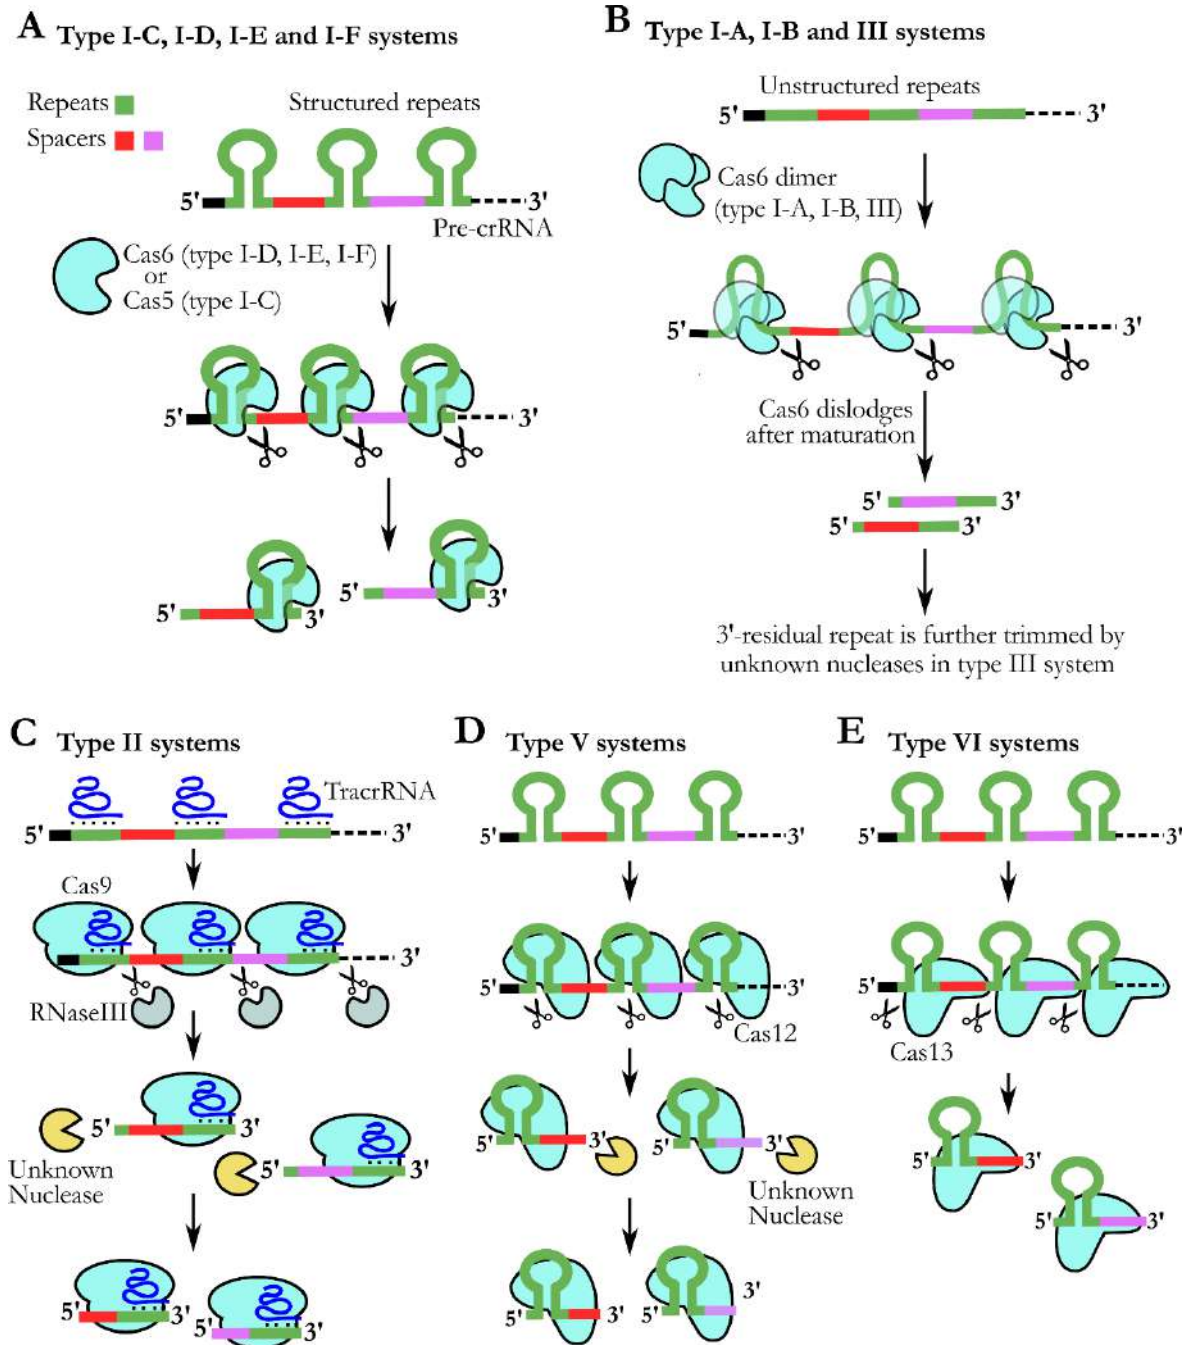 A Type I-C, I-D, I-E and I-F systems
Repeats
Spacers
Structured repeats
5' 3'
Pre-crRNA
Cas6 (type I-D, I-E, I-F)
or
Cas5 (type I-C)
5' 3'
5' 3'
5' 3'
B Type I-A, I-B and III systems
Unstructured repeats
5' 3'
Cas6 dimer
(type I-A, I-B, III)
5' 3'
Cas6 dislodges
after maturation
5' 3'
5' 3'
3'-residual repeat is further trimmed by
unknown nucleases in type III system
C Type II systems
TracrRNA
5' 3'
Cas9
5' 3'
RNaseIII
5' 3'
5' 3'
Unknown
Nuclease
5' 3'
5' 3'
D Type V systems
5' 3'
5' 3'
Cas12
5' 3'
5' 3'
Unknown
Nuclease
5' 3'
5' 3'
E Type VI systems
5' 3'
5' 3'
Cas13
5' 3'
5' 3'